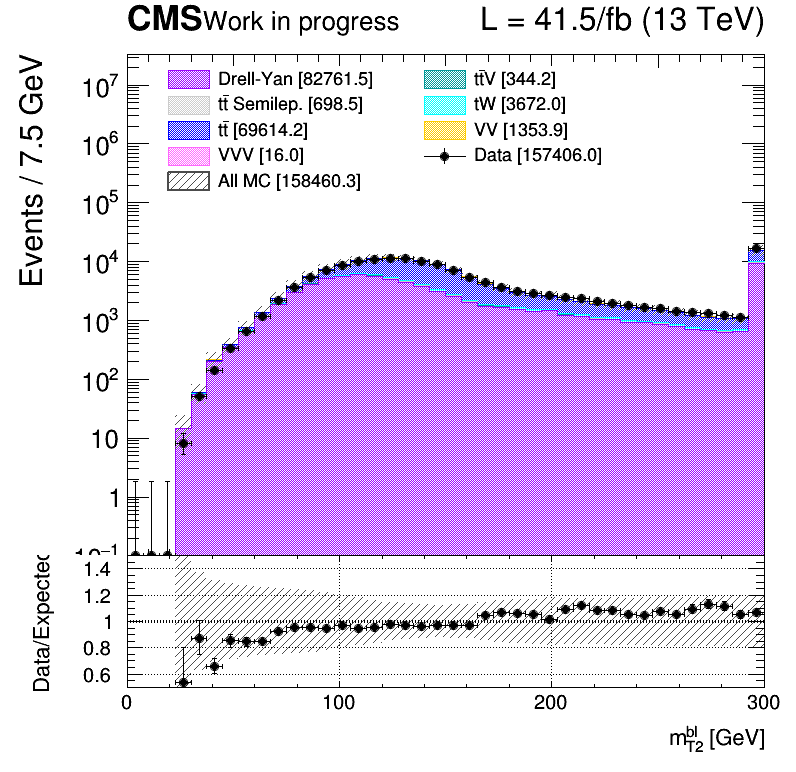 CMS Work in progress L = 41.5/fb (13 TeV)
Events / 7.5 GeV
10⁷
10⁶
10⁵
10⁴
10³
10²
10
1
10⁻¹
Drell-Yan [82761.5]
tt̄ Semilep. [698.5]
tt̄ [69614.2]
VVV [16.0]
All MC [158460.3]
tt̄V [344.2]
tW [3672.0]
VV [1353.9]
Data [157406.0]
Data/Expected
1.4
1.2
1
0.8
0.6
0 100 200 300
m_{T2}^{bl} [GeV]